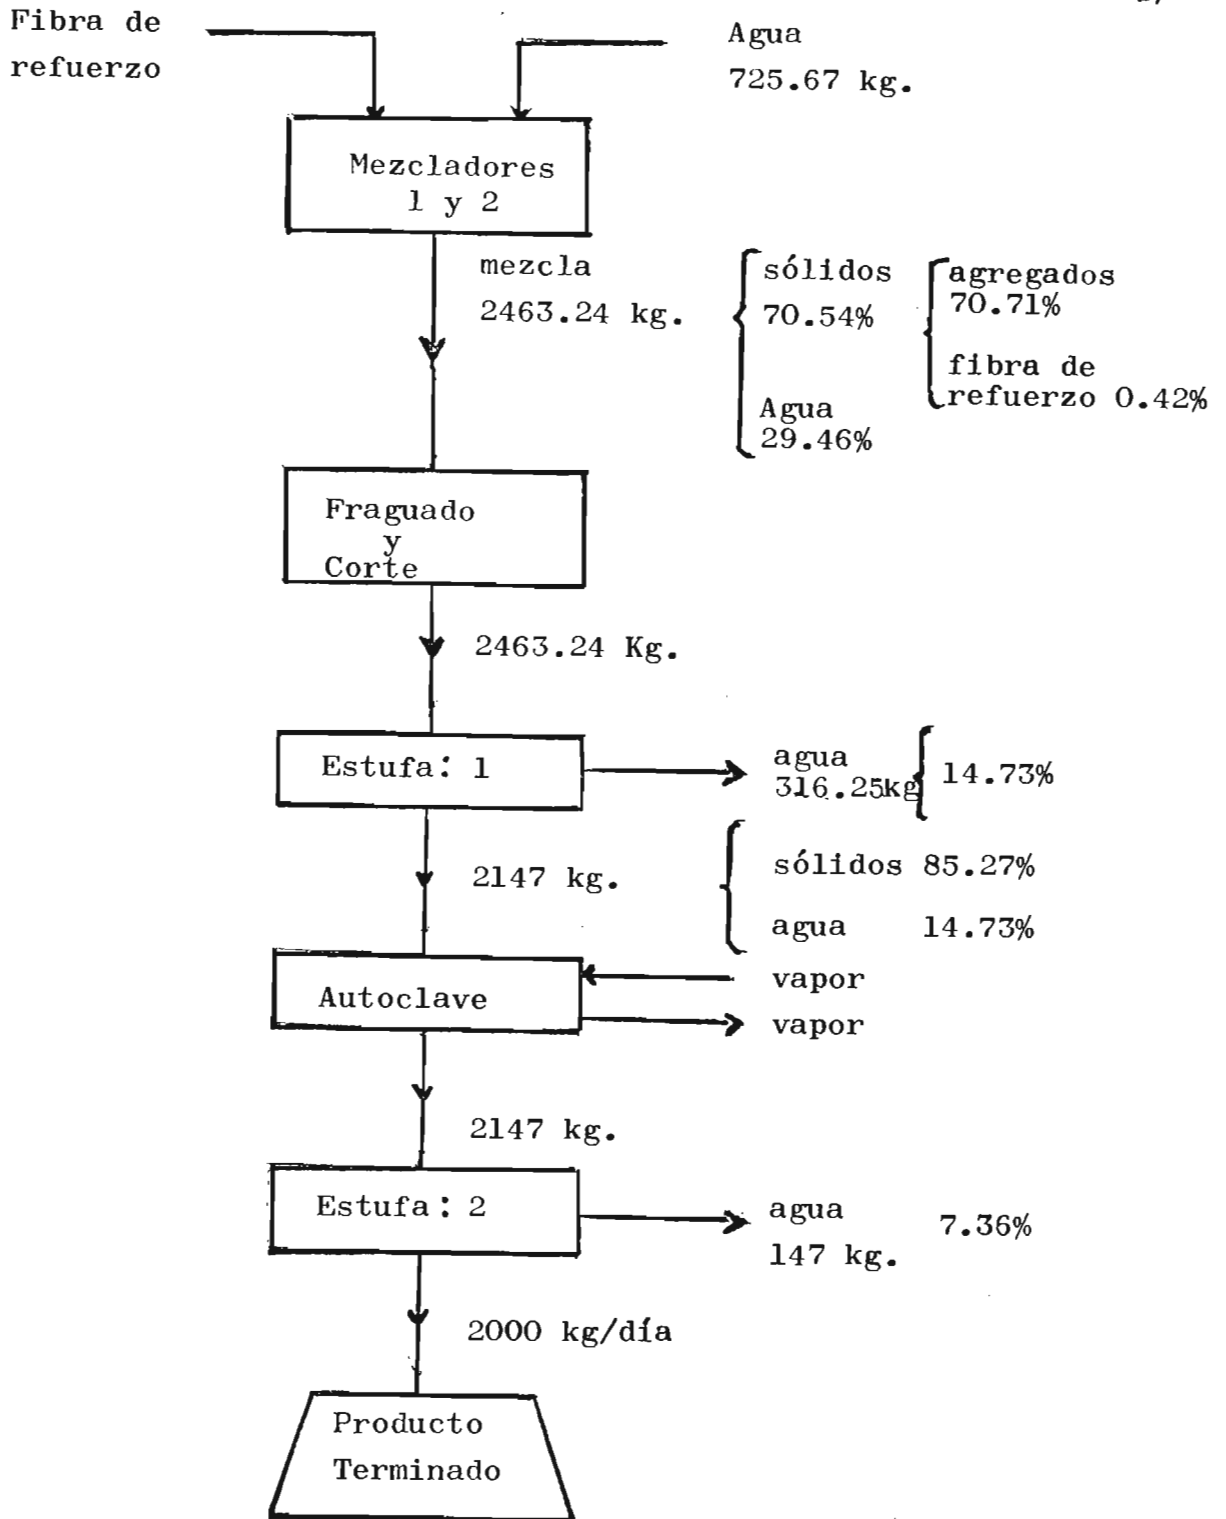 Fibra de
refuerzo
Agua
725.67 kg.
Mezcladores
1 y 2
mezcla
2463.24 kg.
sólidos
70.54%
Agua
29.46%
agregados
70.71%
fibra de
refuerzo 0.42%
Fraguado
y
Corte
2463.24 Kg.
Estufa: 1
agua
316.25kg
14.73%
2147 kg.
sólidos 85.27%
agua 14.73%
Autoclave
vapor
vapor
2147 kg.
Estufa: 2
agua 7.36%
147 kg.
2000 kg/día
Producto
Terminado